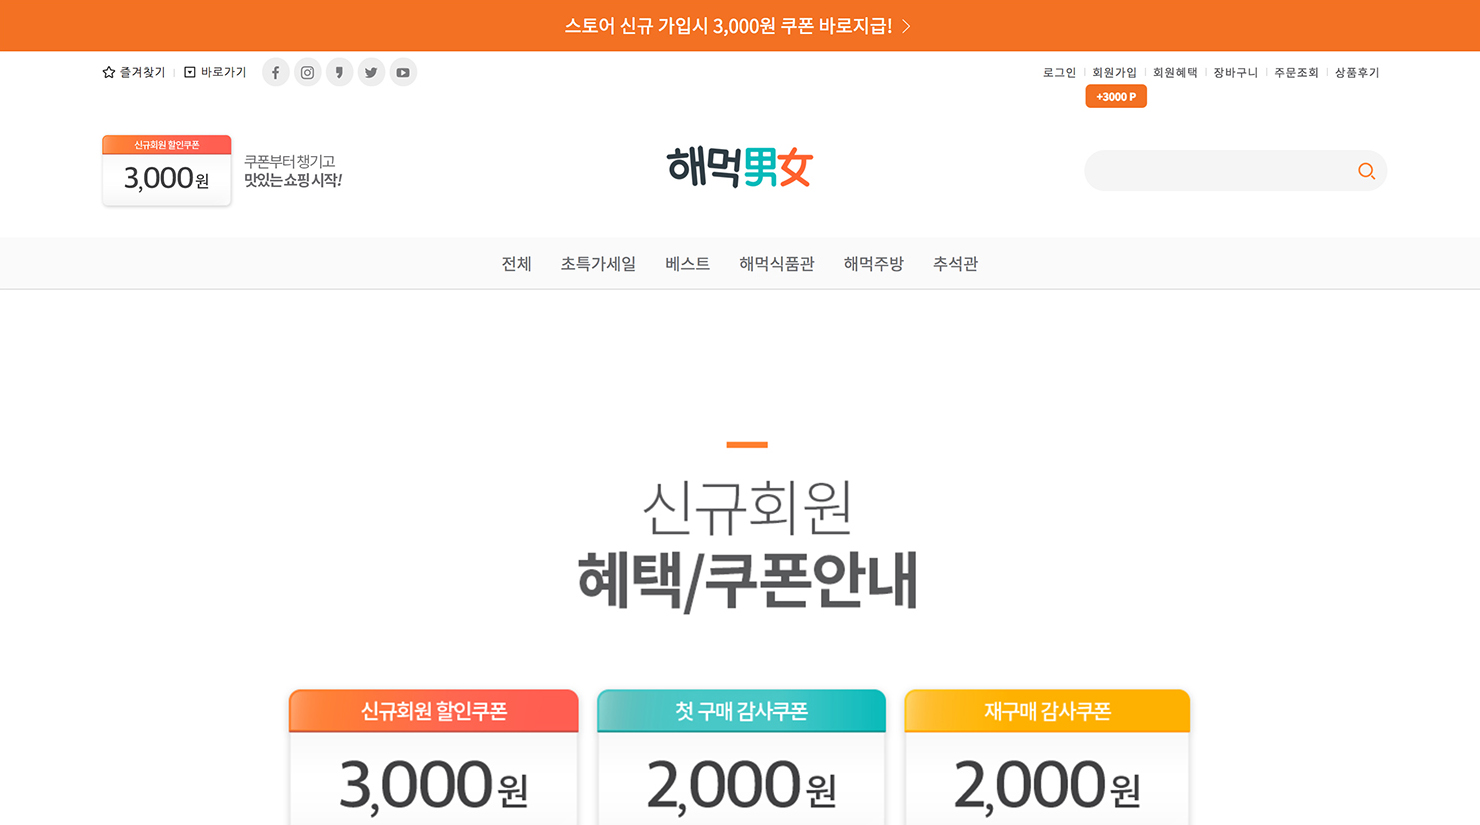 스토어 신규 가입시 3,000원 쿠폰 바로지급!
즐겨찾기
바로가기
로그인
회원가입
회원혜택
장바구니
주문조회
상품후기
+3000 P
신규회원 할인쿠폰
3,000원
쿠폰부터 챙기고
맛있는 쇼핑 시작!
해먹男女
전체
초특가세일
베스트
해먹식품관
해먹주방
추석관
신규회원
혜택/쿠폰안내
신규회원 할인쿠폰
3,000원
첫 구매 감사쿠폰
2,000원
재구매 감사쿠폰
2,000원